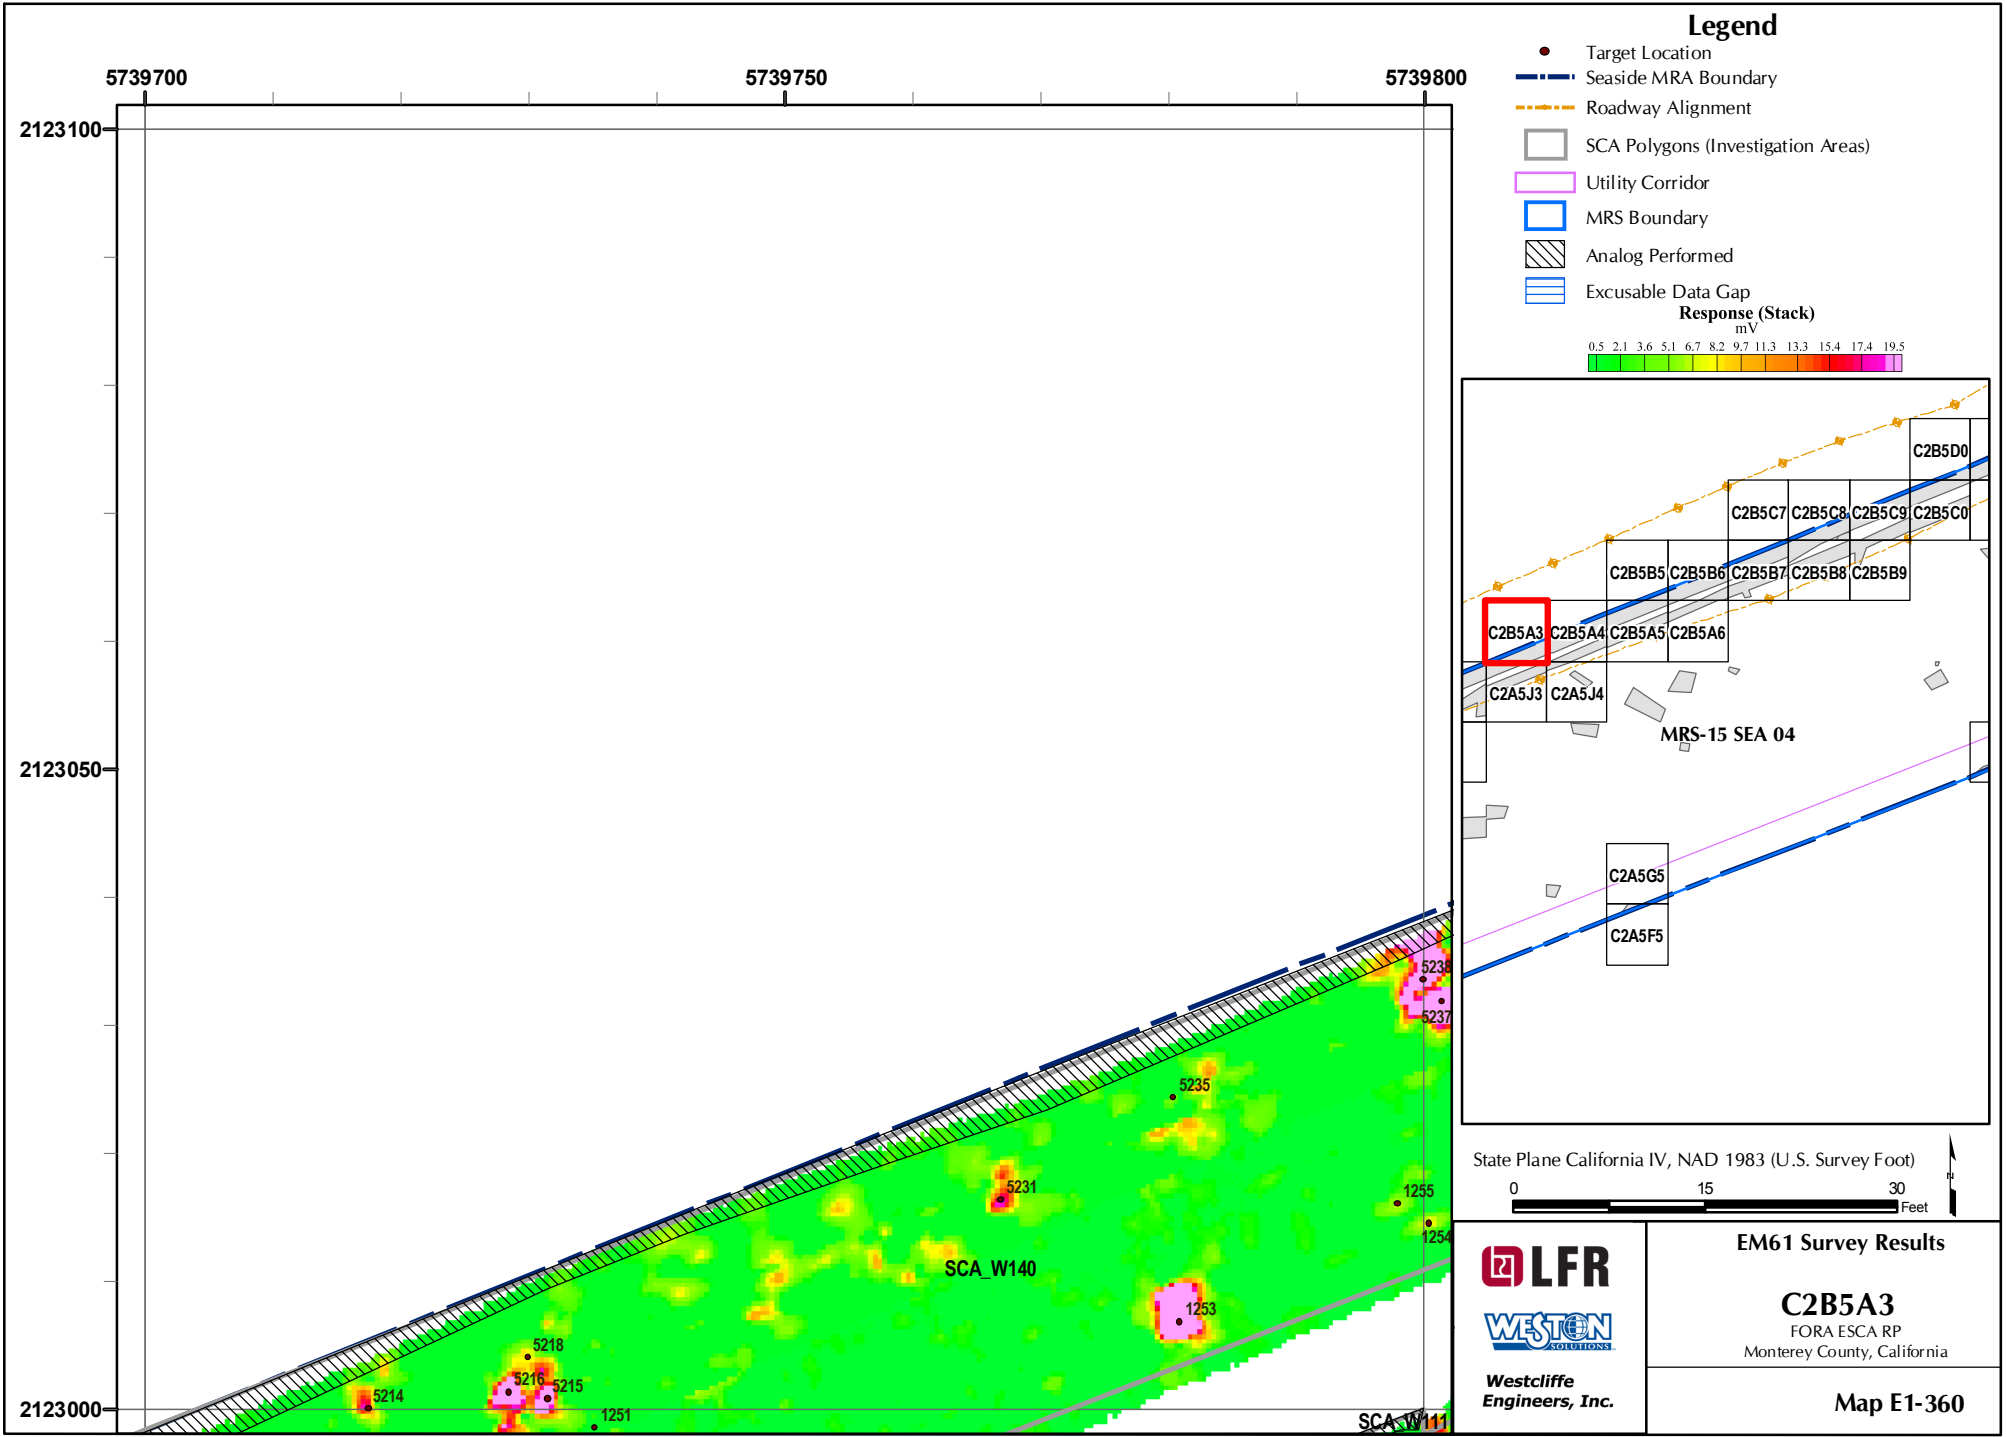 5739700
5739750
5739800
2123100
2123050
2123000
5238
5237
5235
5231
1255
1254
SCA_W140
1253
5218
5216
5215
5214
1251
SCA_W111
Legend
Target Location
Seaside MRA Boundary
Roadway Alignment
SCA Polygons (Investigation Areas)
Utility Corridor
MRS Boundary
Analog Performed
Excusable Data Gap
Response (Stack)
mV
0.5 2.1 3.6 5.1 6.7 8.2 9.7 11.3 13.3 15.4 17.4 19.5
C2B5D0
C2B5C7 C2B5C8 C2B5C9 C2B5C0
C2B5B5 C2B5B6 C2B5B7 C2B5B8 C2B5B9
C2B5A3 C2B5A4 C2B5A5 C2B5A6
C2A5J3 C2A5J4
MRS-15 SEA 04
C2A5G5
C2A5F5
State Plane California IV, NAD 1983 (U.S. Survey Foot)
0 15 30
Feet
N
LFR
WESTON
SOLUTIONS
Westcliffe
Engineers, Inc.
EM61 Survey Results
C2B5A3
FORA ESCA RP
Monterey County, California
Map E1-360